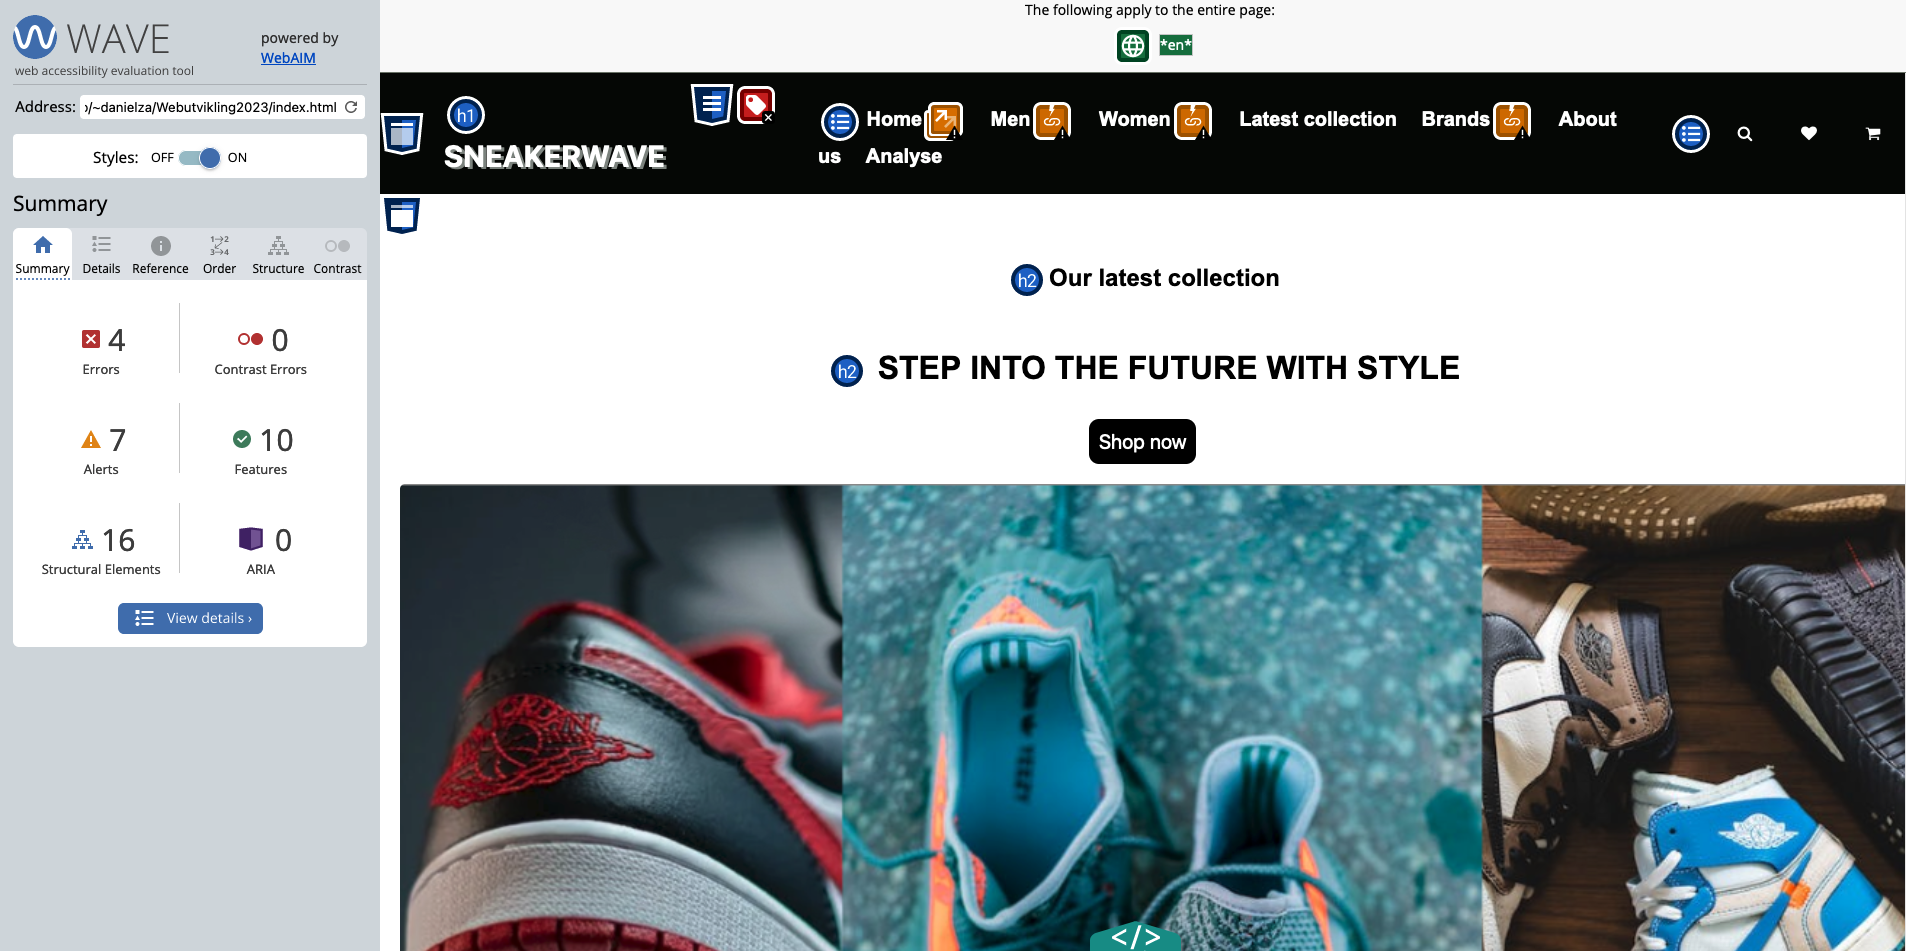 WAVE
web accessibility evaluation tool
powered by
WebAIM
Address: )/~danielza/Webutvikling2023/index.html
Styles: OFF ON
Summary
Summary Details Reference Order Structure Contrast
4
Errors
0
Contrast Errors
7
Alerts
10
Features
16
Structural Elements
0
ARIA
View details ›
The following apply to the entire page:
*en*
h1
SNEAKERWAVE
Home Men Women Latest collection Brands About us Analyse
h2 Our latest collection
h2 STEP INTO THE FUTURE WITH STYLE
Shop now
</>